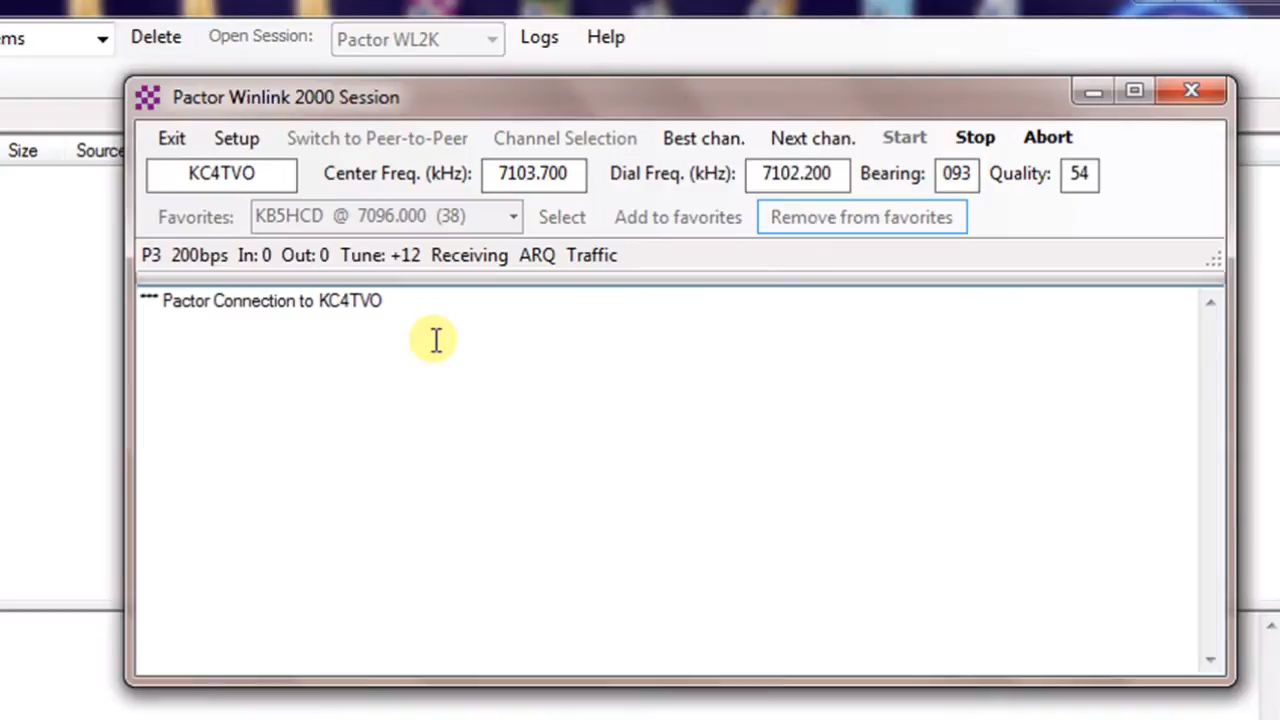 ems Delete Open Session: Pactor WL2K Logs Help
Pactor Winlink 2000 Session
Size Source
Exit Setup Switch to Peer-to-Peer Channel Selection Best chan. Next chan. Start Stop Abort
KC4TVO Center Freq. (kHz): 7103.700 Dial Freq. (kHz): 7102.200 Bearing: 093 Quality: 54
Favorites: KB5HCD @ 7096.000 (38) Select Add to favorites Remove from favorites
P3 200bps In: 0 Out: 0 Tune: +12 Receiving ARQ Traffic
*** Pactor Connection to KC4TVO